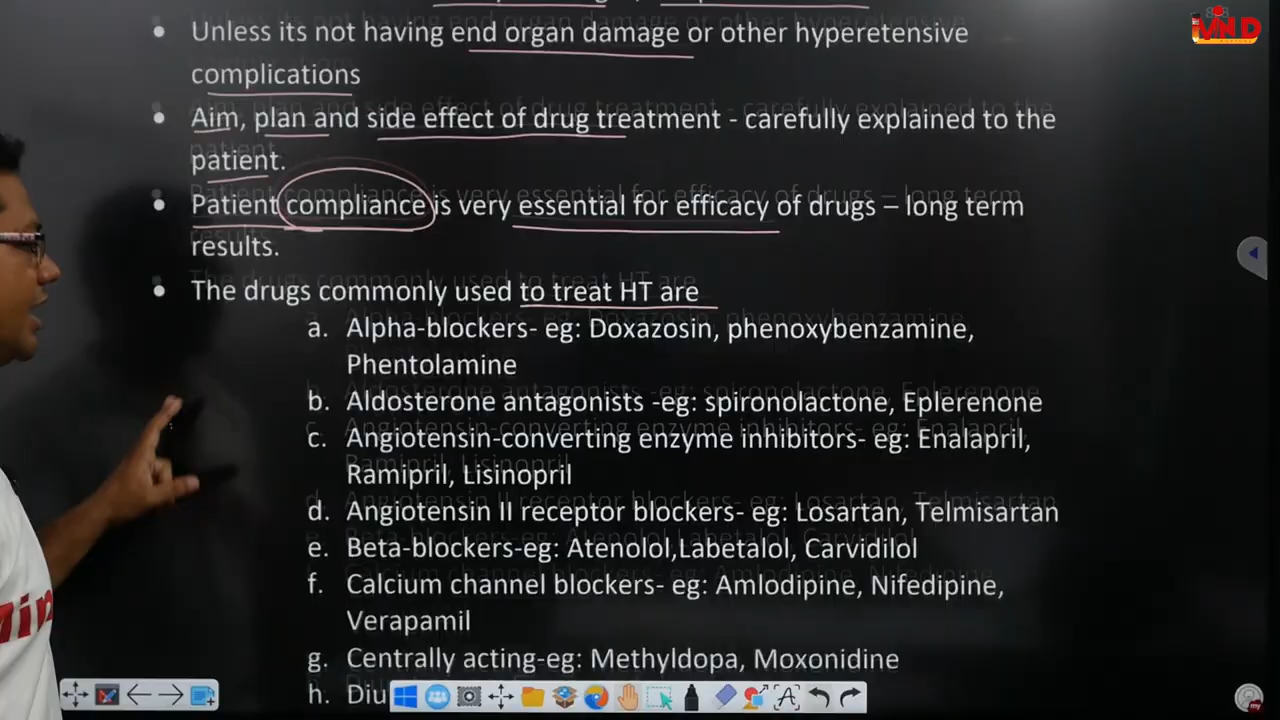 • Unless its not having end organ damage or other hyperetensive
complications
• Aim, plan and side effect of drug treatment - carefully explained to the
patient.
• Patient compliance is very essential for efficacy of drugs – long term
results.
• The drugs commonly used to treat HT are
a. Alpha-blockers- eg: Doxazosin, phenoxybenzamine,
Phentolamine
b. Aldosterone antagonists -eg: spironolactone, Eplerenone
c. Angiotensin-converting enzyme inhibitors- eg: Enalapril,
Ramipril, Lisinopril
d. Angiotensin II receptor blockers- eg: Losartan, Telmisartan
e. Beta-blockers-eg: Atenolol,Labetalol, Carvidilol
f. Calcium channel blockers- eg: Amlodipine, Nifedipine,
Verapamil
g. Centrally acting-eg: Methyldopa, Moxonidine
h. Diu